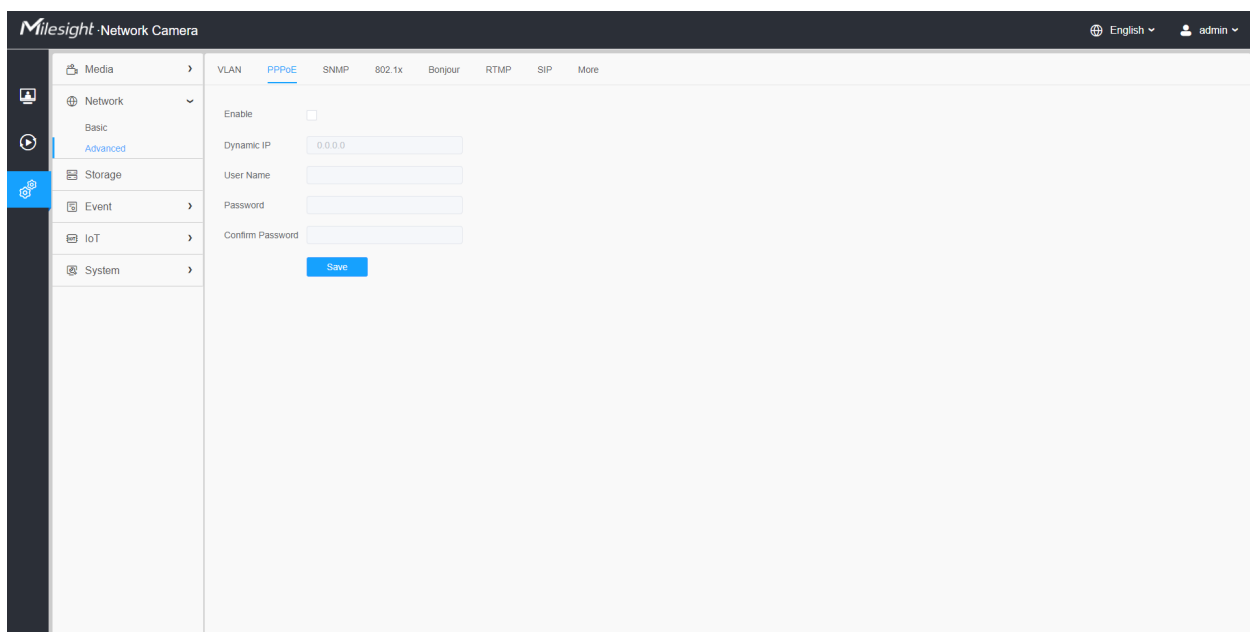 Milesight ·Network Camera
English
admin
Media
Network
Basic
Advanced
Storage
Event
IoT
System
VLAN PPPoE SNMP 802.1x Bonjour RTMP SIP More
Enable
Dynamic IP 0.0.0.0
User Name
Password
Confirm Password
Save